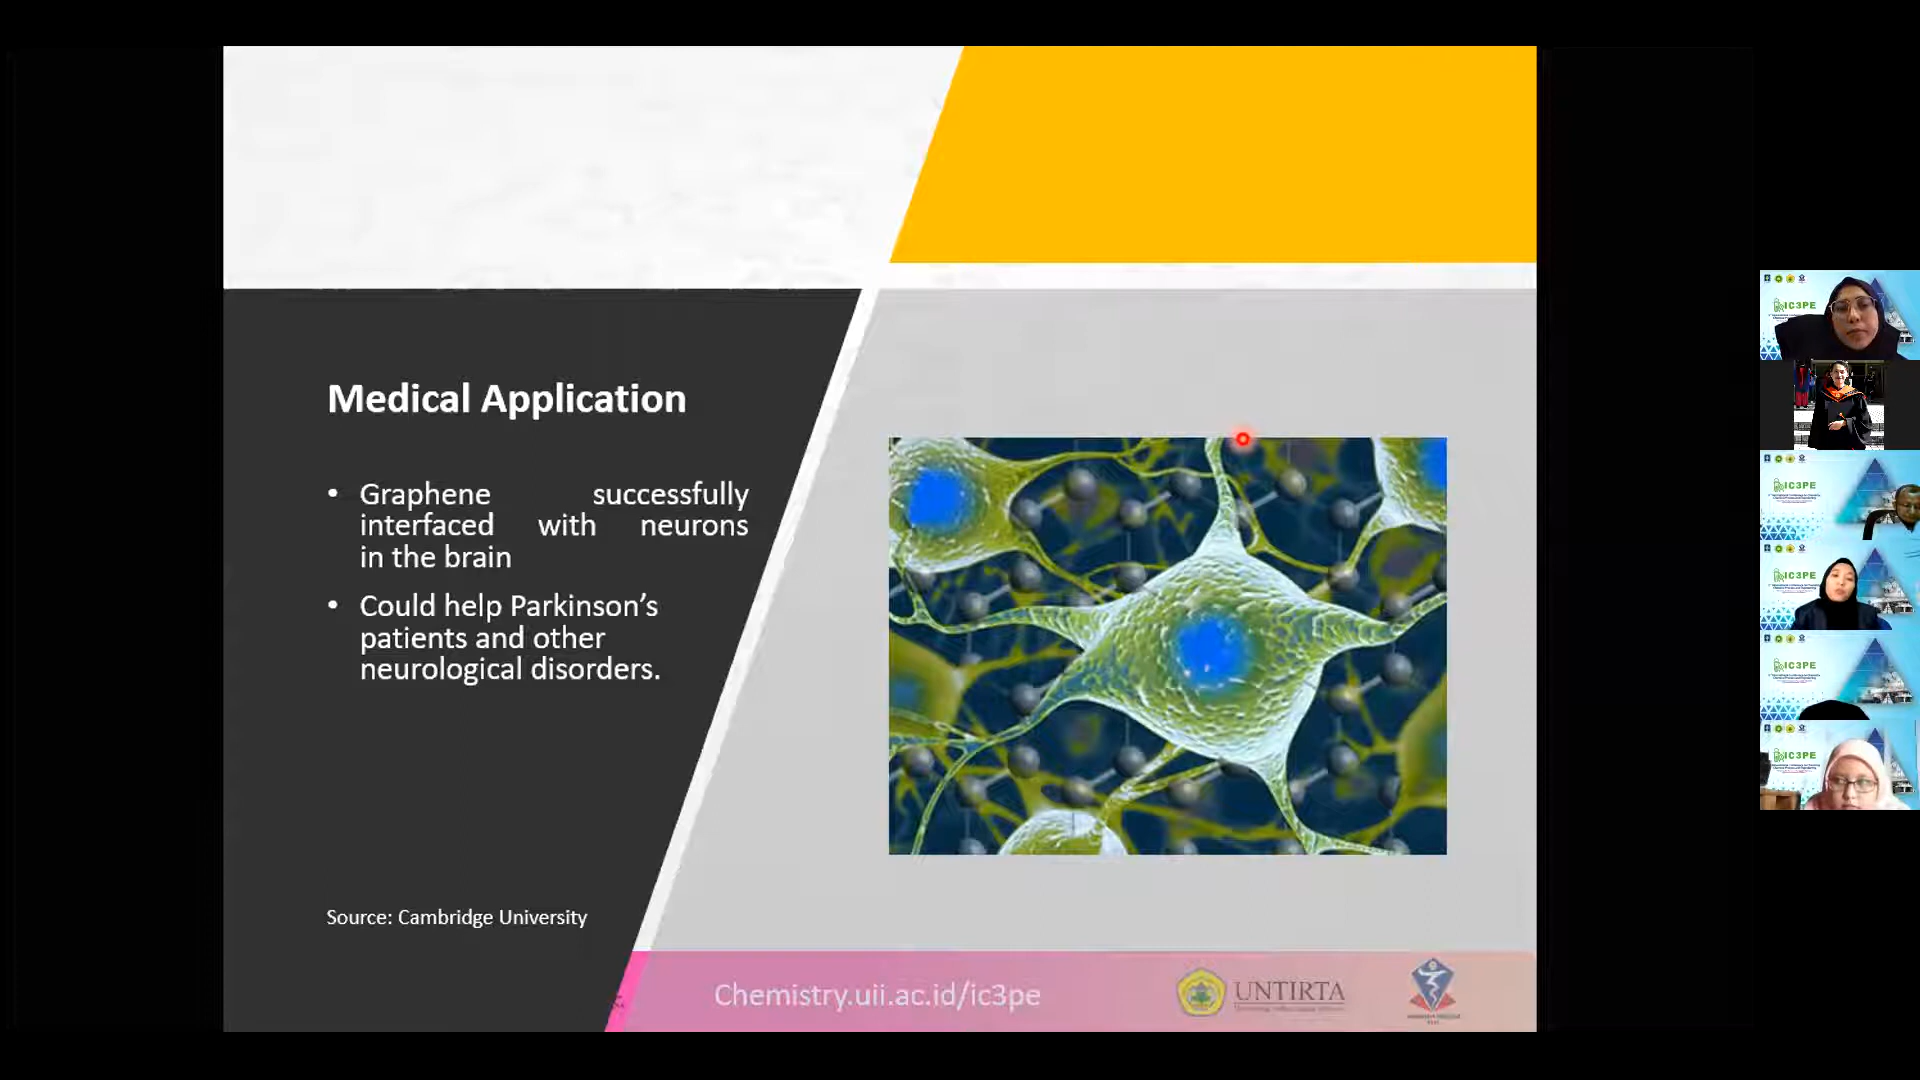 Medical Application
• Graphene successfully
interfaced with neurons
in the brain
• Could help Parkinson’s
patients and other
neurological disorders.
Source: Cambridge University
Chemistry.uii.ac.id/ic3pe
UNTIRTA
IC3PE
IC3PE
IC3PE
IC3PE
IC3PE